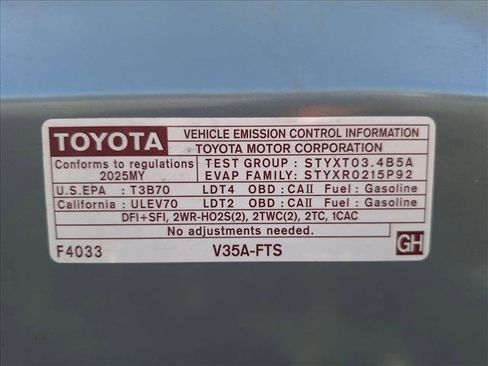 TOYOTA VEHICLE EMISSION CONTROL INFORMATION
TOYOTA MOTOR CORPORATION
Conforms to regulations TEST GROUP : STYXT03.4B5A
2025MY EVAP FAMILY: STYXR0215P92
U.S.EPA : T3B70 LDT4 OBD : CAII Fuel : Gasoline
California : ULEV70 LDT2 OBD : CAII Fuel : Gasoline
DFI+SFI, 2WR-HO2S(2), 2TWC(2), 2TC, 1CAC
No adjustments needed.
F4033 V35A-FTS GH